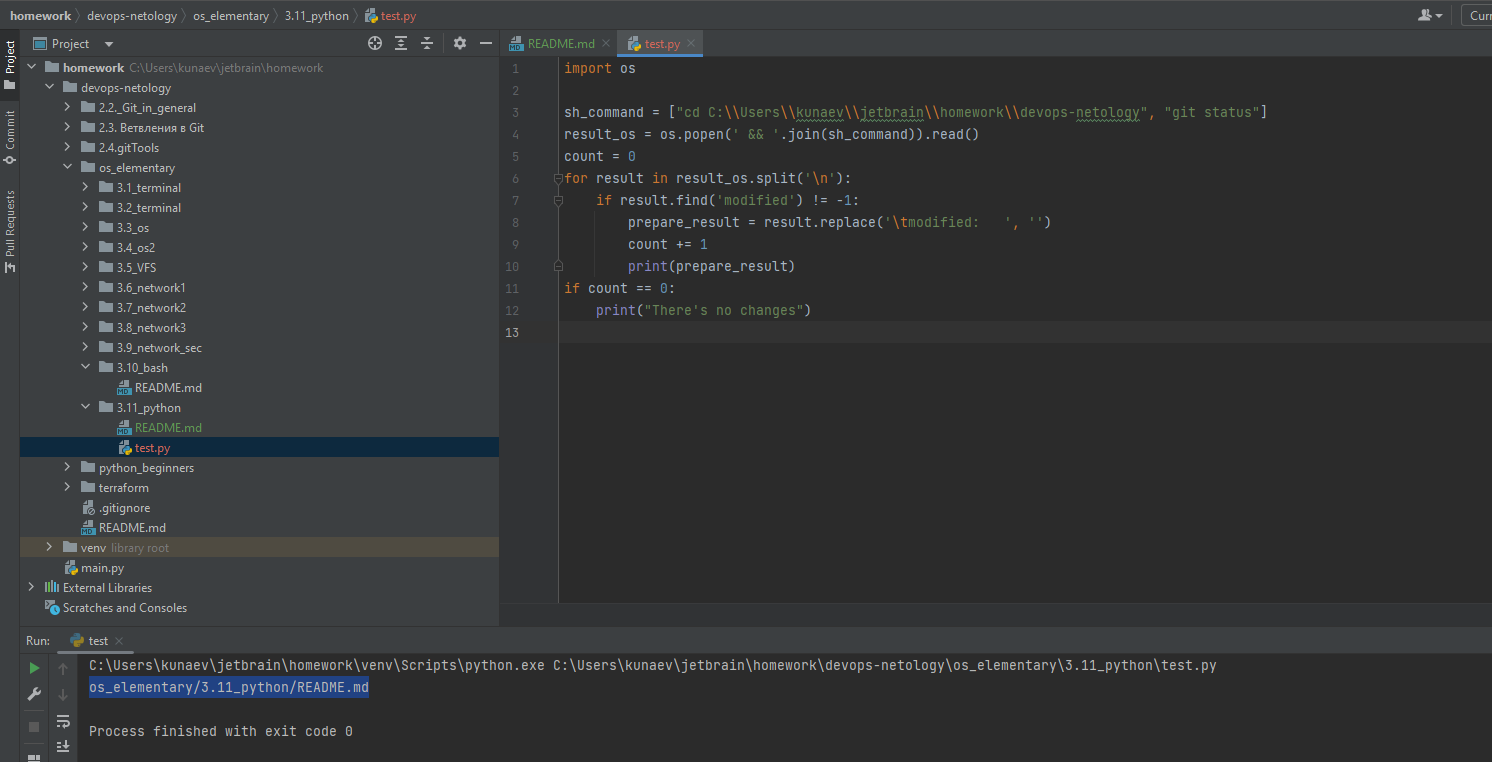 homework devops-netology os_elementary 3.11_python test.py
Curr
Project
Commit
Pull Requests
Project
homework C:\Users\kunaev\jetbrain\homework
devops-netology
2.2._Git_in_general
2.3. Ветвления в Git
2.4.gitTools
os_elementary
3.1_terminal
3.2_terminal
3.3_os
3.4_os2
3.5_VFS
3.6_network1
3.7_network2
3.8_network3
3.9_network_sec
3.10_bash
README.md
3.11_python
README.md
test.py
python_beginners
terraform
.gitignore
README.md
venv library root
main.py
External Libraries
Scratches and Consoles
README.md test.py
1 import os
2
3 sh_command = ["cd C:\\Users\\kunaev\\jetbrain\\homework\\devops-netology", "git status"]
4 result_os = os.popen(' && '.join(sh_command)).read()
5 count = 0
6 for result in result_os.split('\n'):
7     if result.find('modified') != -1:
8         prepare_result = result.replace('\tmodified:   ', '')
9         count += 1
10         print(prepare_result)
11 if count == 0:
12     print("There's no changes")
13
Run: test
C:\Users\kunaev\jetbrain\homework\venv\Scripts\python.exe C:\Users\kunaev\jetbrain\homework\devops-netology\os_elementary\3.11_python\test.py
os_elementary/3.11_python/README.md
Process finished with exit code 0